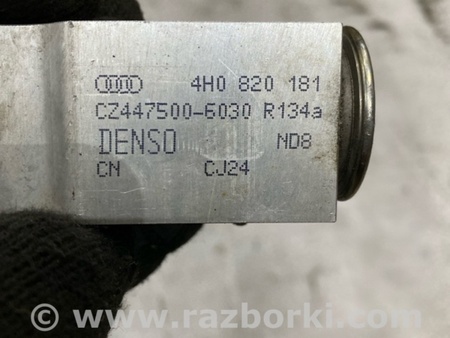 4H0 820 181
CZ447500-6030 R134a
DENSO ND8
CN CJ24
© www.razborki.com